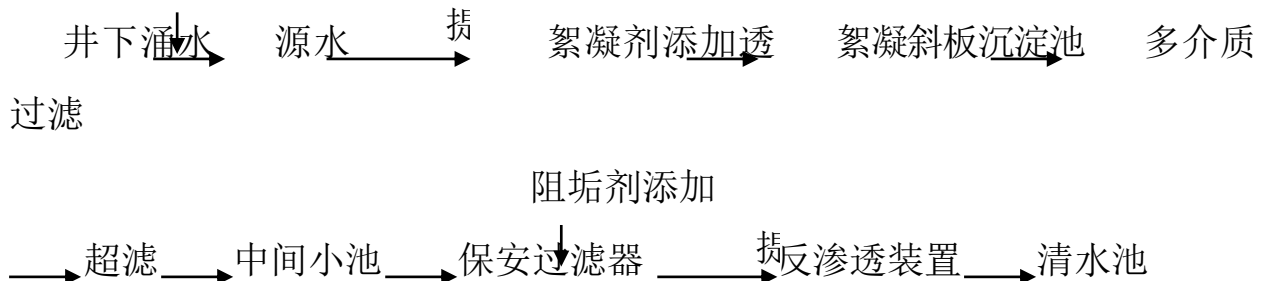 井下涌水 源水 絮凝剂添加透 絮凝斜板沉淀池 多介质
过滤
阻垢剂添加
超滤 中间小池 保安过滤器 反渗透装置 清水池